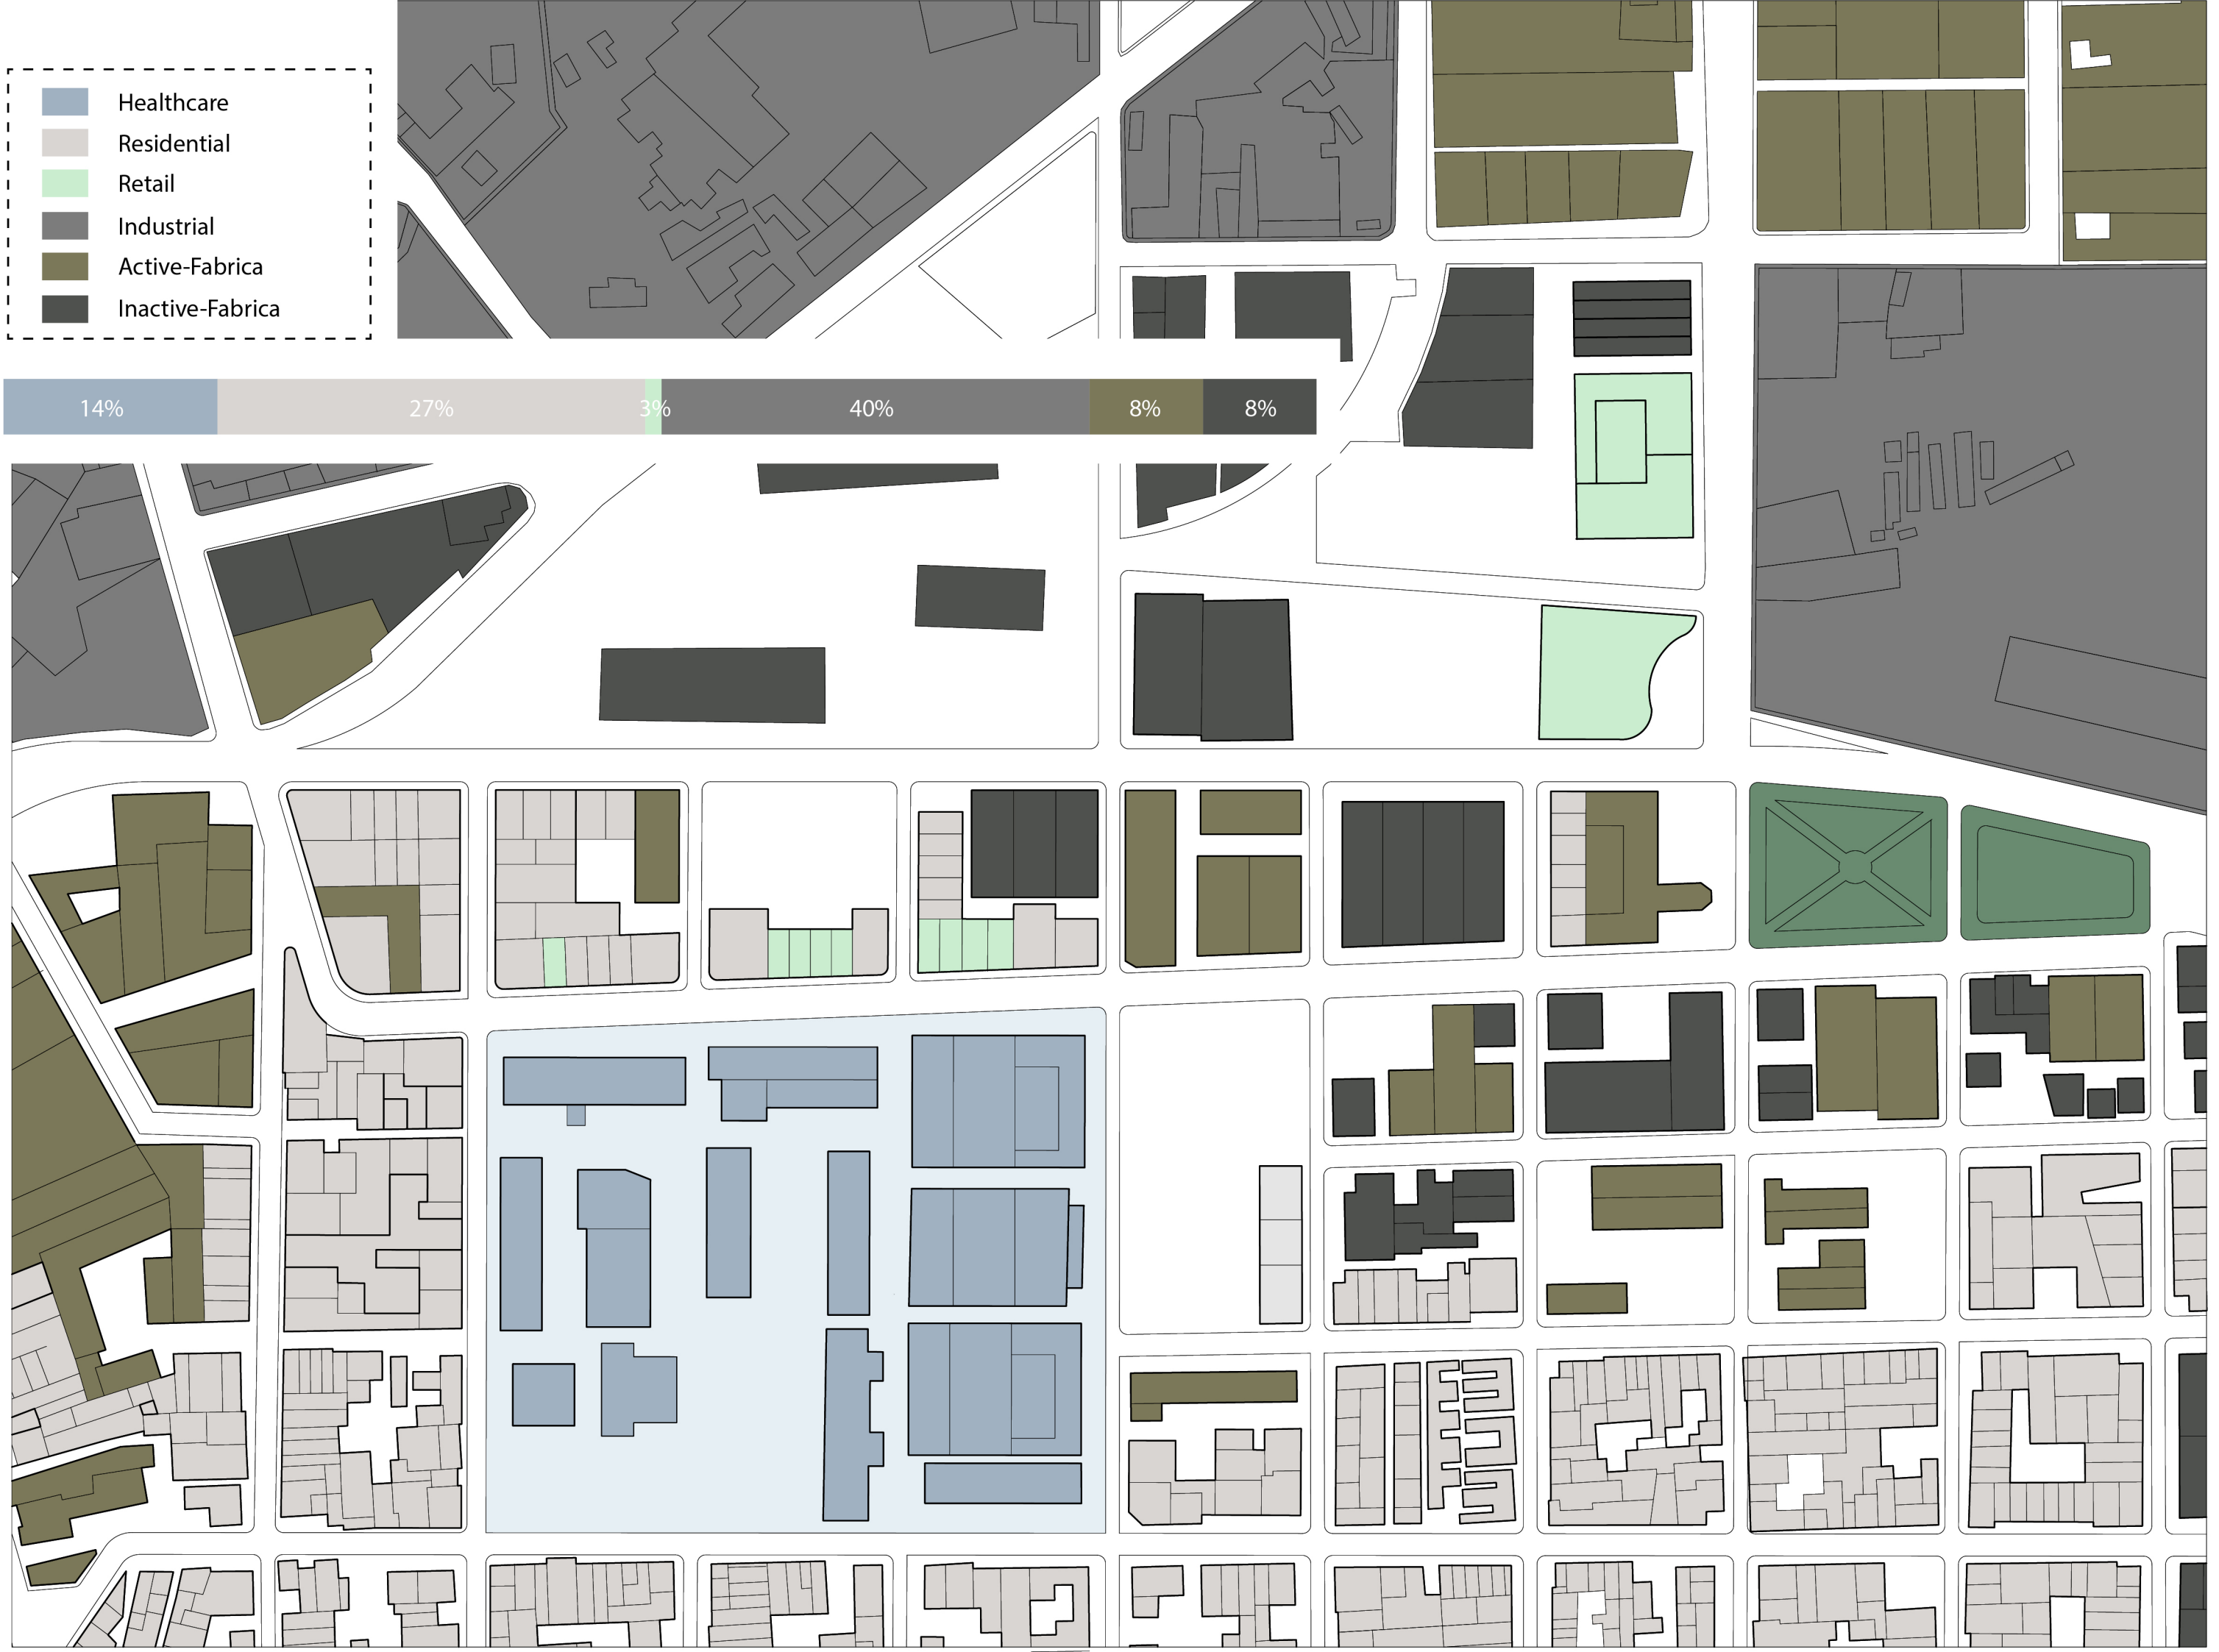 Healthcare
Residential
Retail
Industrial
Active-Fabrica
Inactive-Fabrica
14% 27% 3% 40% 8% 8%